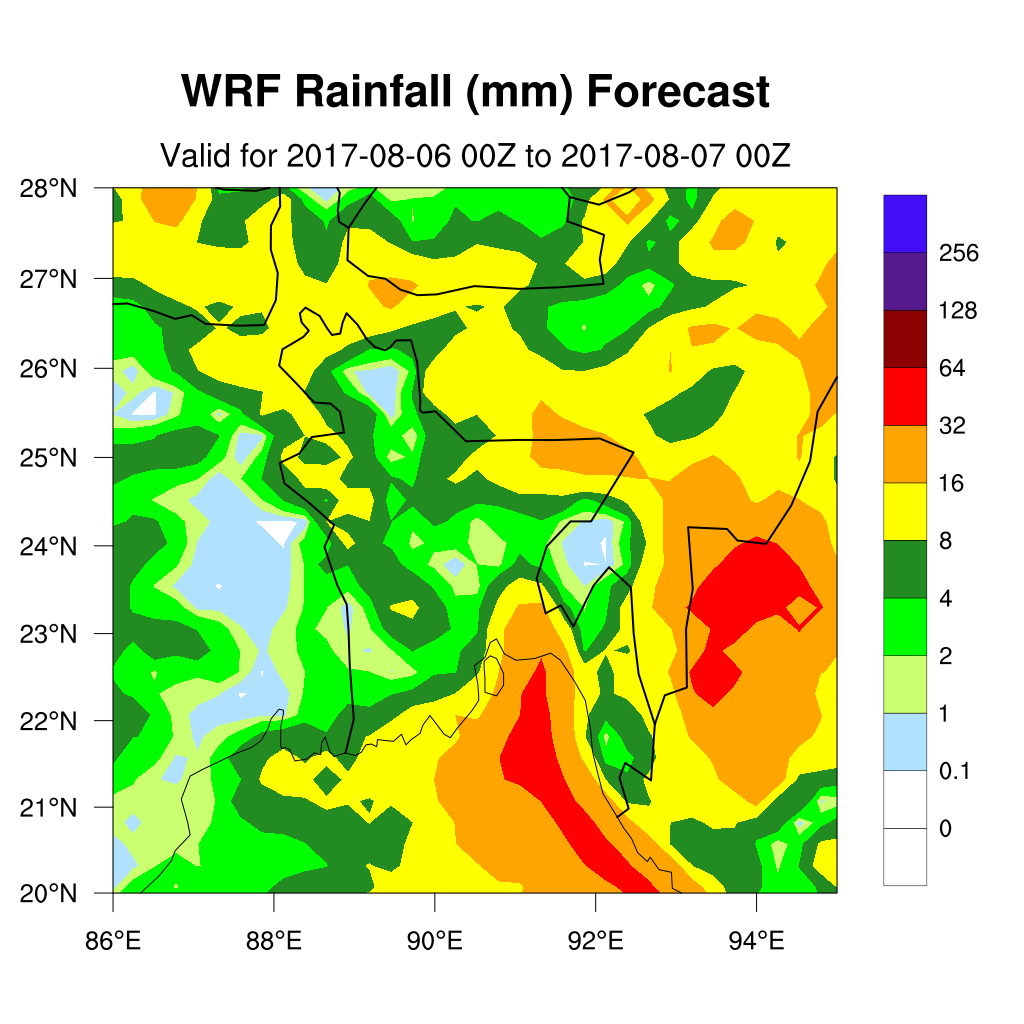 WRF Rainfall (mm) Forecast
Valid for 2017-08-06 00Z to 2017-08-07 00Z
28°N
27°N
26°N
25°N
24°N
23°N
22°N
21°N
20°N
86°E 88°E 90°E 92°E 94°E
256
128
64
32
16
8
4
2
1
0.1
0